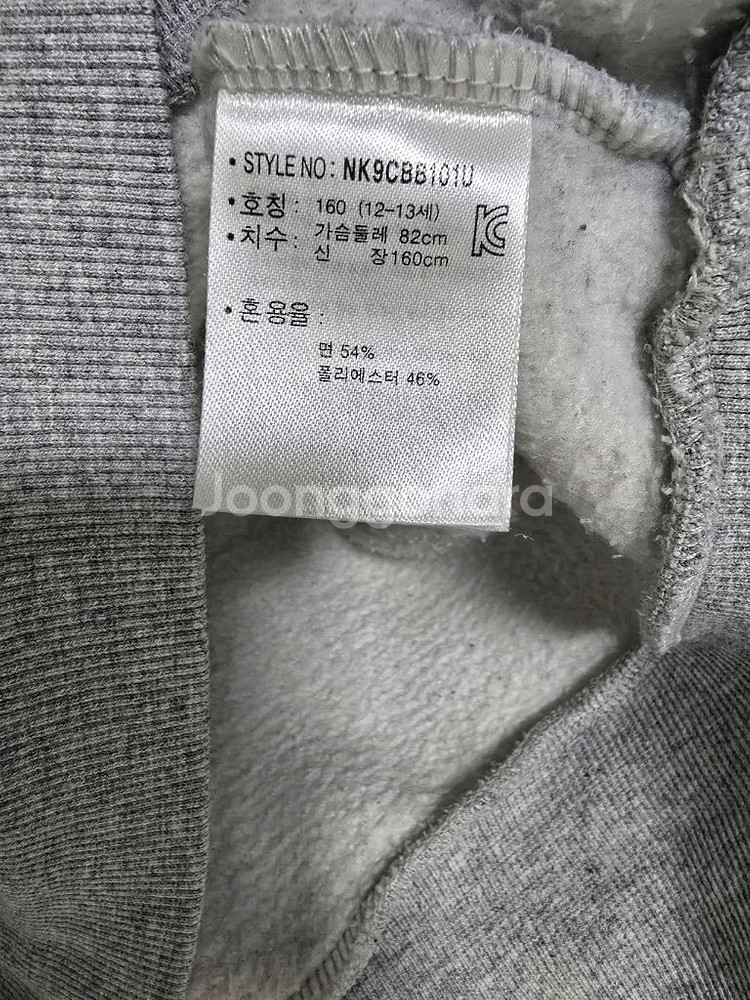 • STYLE NO : NK9CBB101U
• 호칭 : 160 (12-13세)
• 치수 : 가슴둘레 82cm
신 장160cm
• 혼용율 :
면 54%
폴리에스터 46%
Joonggonara